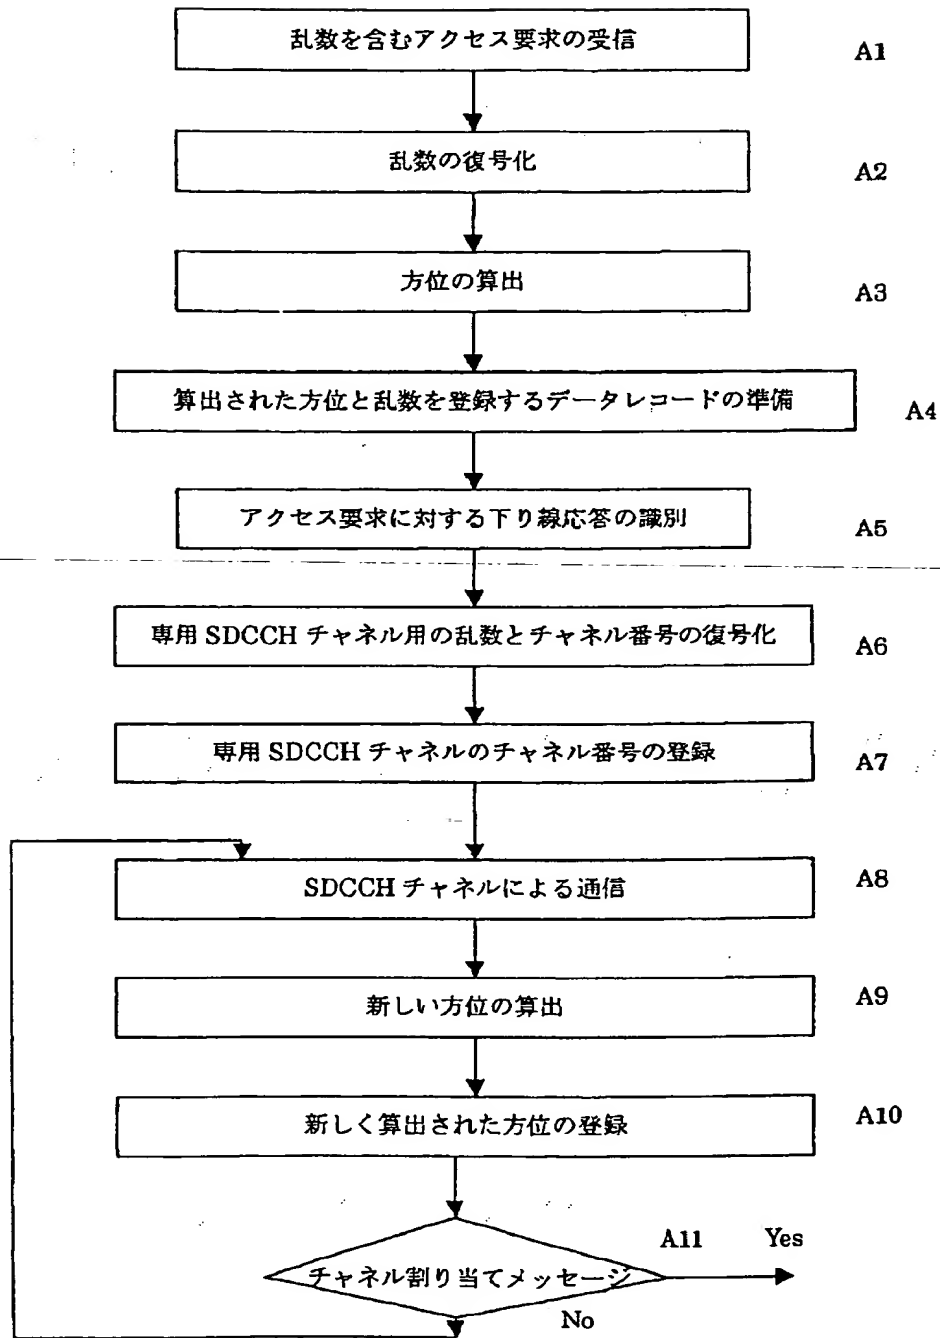 乱数を含むアクセス要求の受信
A1
乱数の復号化
A2
方位の算出
A3
算出された方位と乱数を登録するデータレコードの準備
A4
アクセス要求に対する下り線応答の識別
A5
専用 SDCCH チャネル用の乱数とチャネル番号の復号化
A6
専用 SDCCH チャネルのチャネル番号の登録
A7
SDCCH チャネルによる通信
A8
新しい方位の算出
A9
新しく算出された方位の登録
A10
A11
Yes
チャネル割り当てメッセージ
No